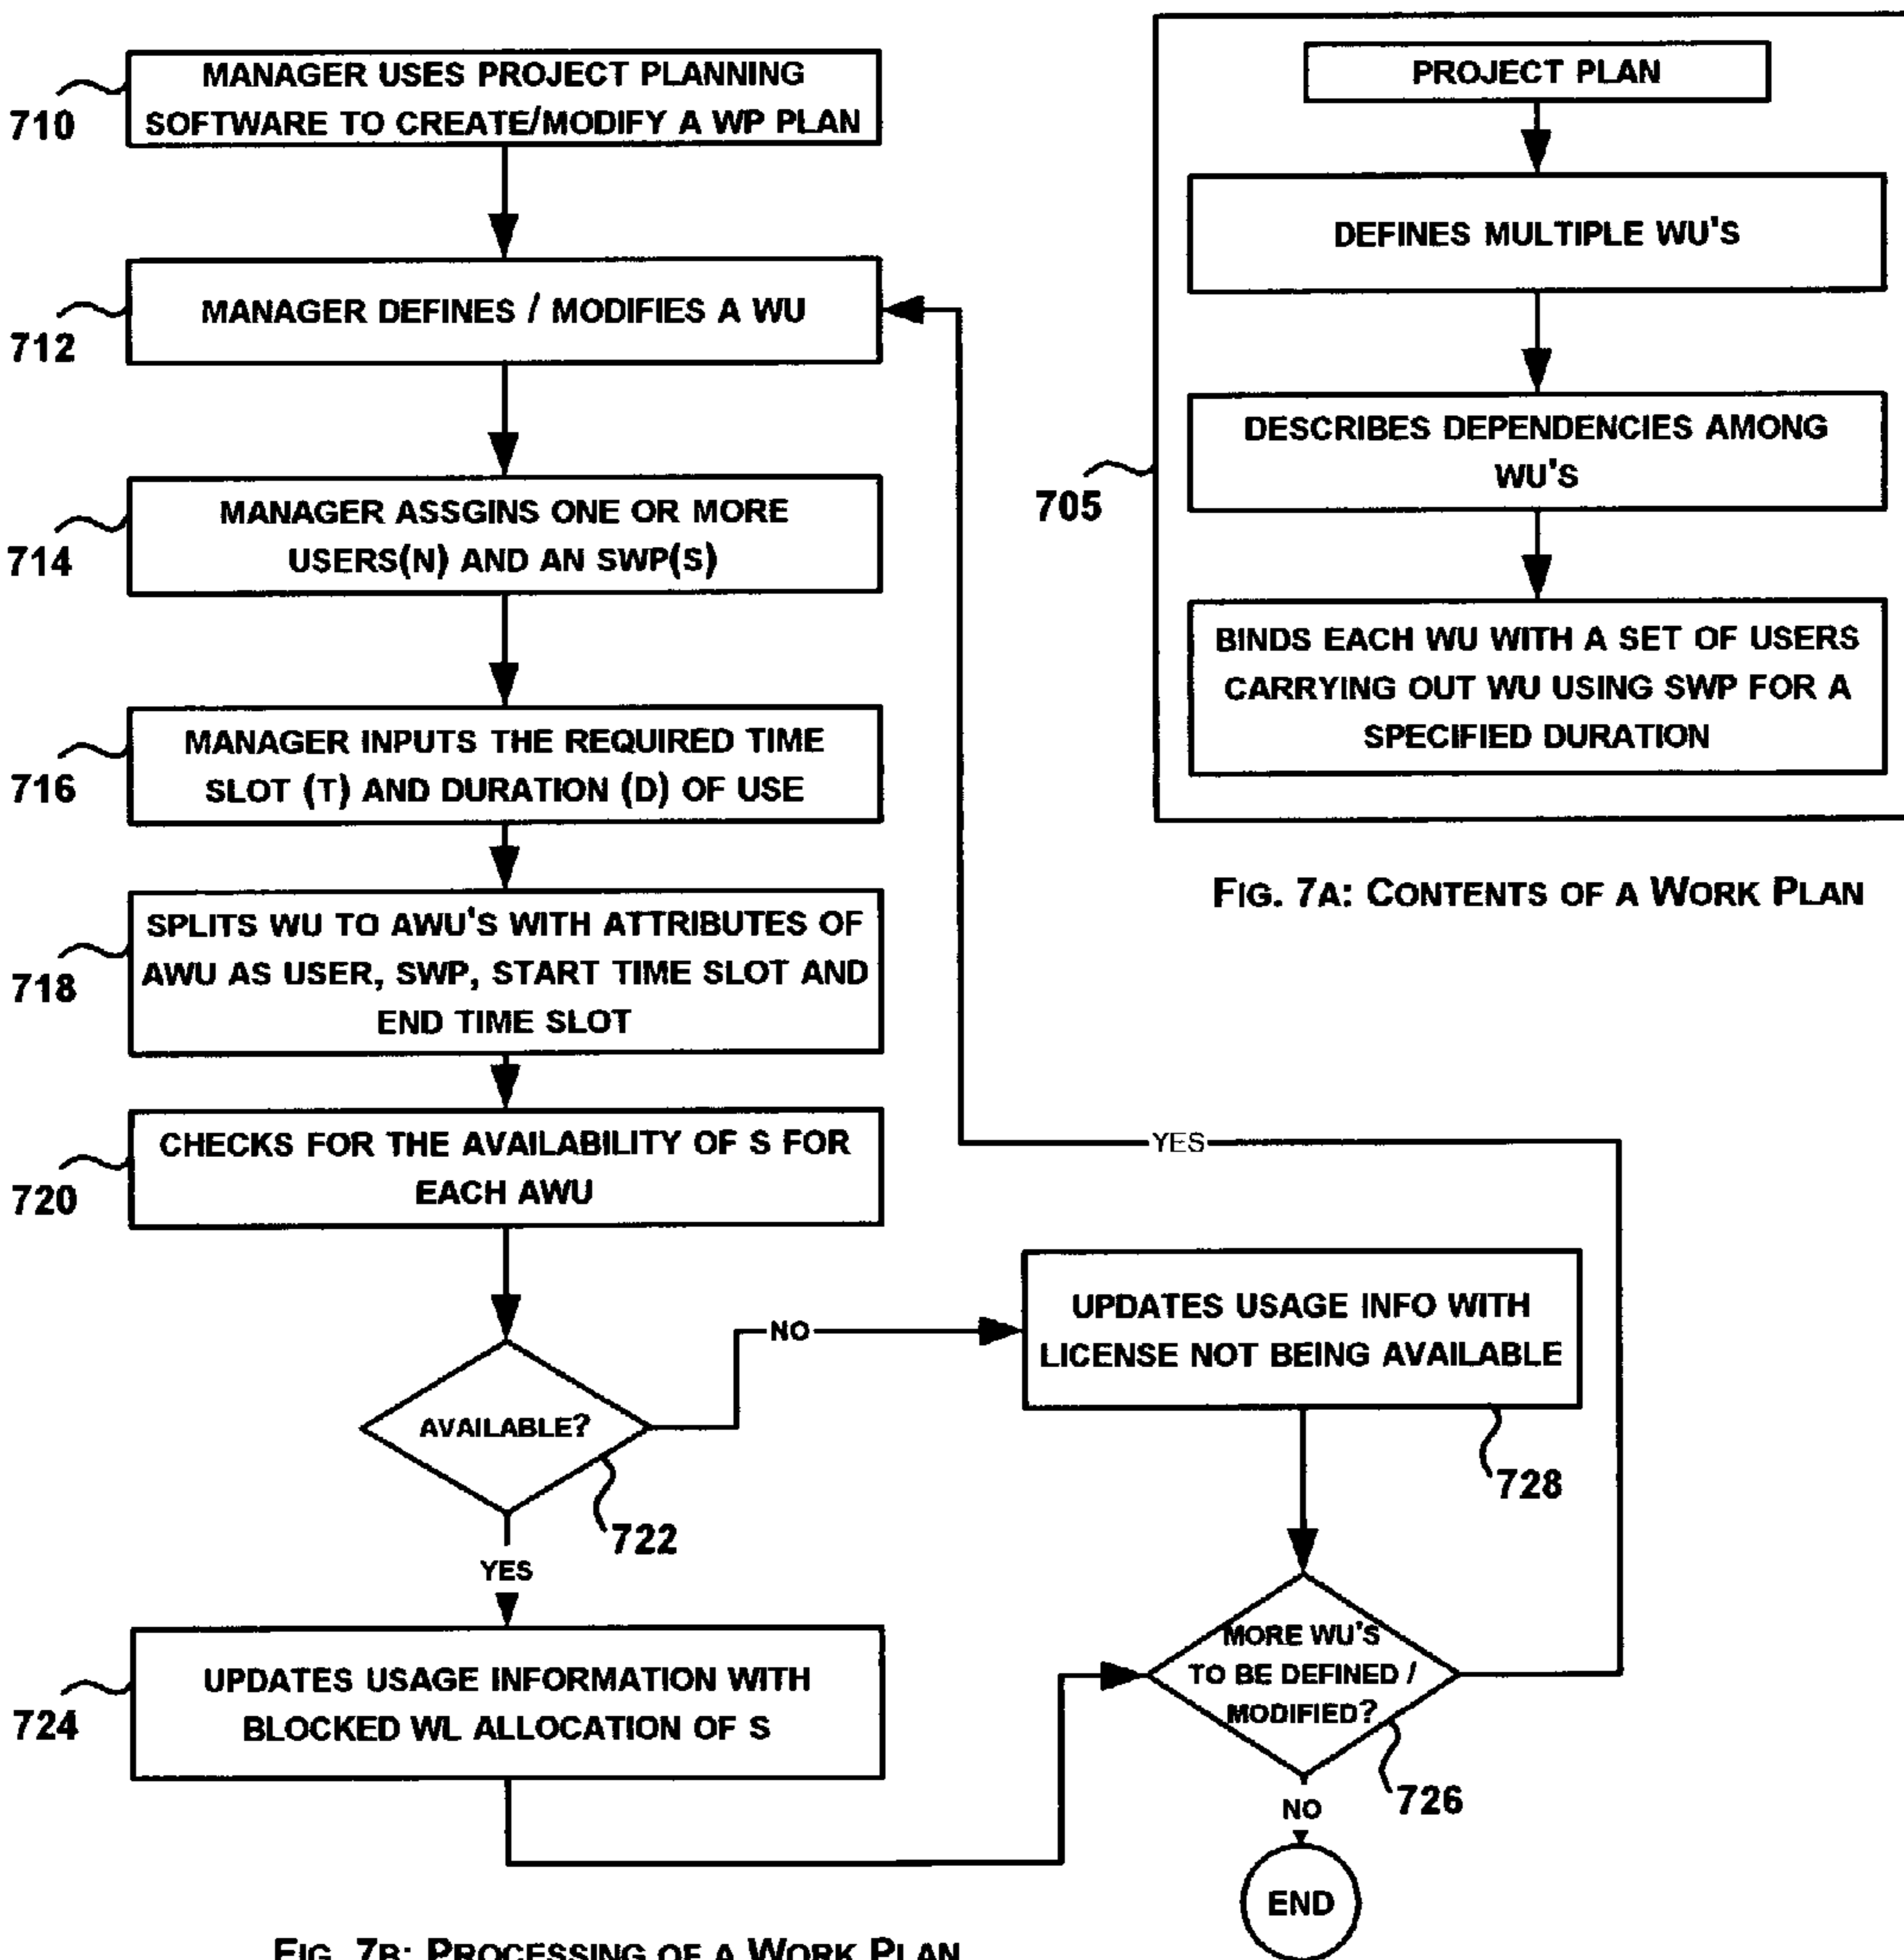 710
MANAGER USES PROJECT PLANNING
SOFTWARE TO CREATE/MODIFY A WP PLAN
712
MANAGER DEFINES / MODIFIES A WU
714
MANAGER ASSGINS ONE OR MORE
USERS(N) AND AN SWP(S)
716
MANAGER INPUTS THE REQUIRED TIME
SLOT (T) AND DURATION (D) OF USE
718
SPLITS WU TO AWU'S WITH ATTRIBUTES OF
AWU AS USER, SWP, START TIME SLOT AND
END TIME SLOT
720
CHECKS FOR THE AVAILABILITY OF S FOR
EACH AWU
AVAILABLE?
722
NO
YES
724
UPDATES USAGE INFORMATION WITH
BLOCKED WL ALLOCATION OF S
UPDATES USAGE INFO WITH
LICENSE NOT BEING AVAILABLE
728
MORE WU'S
TO BE DEFINED /
MODIFIED?
726
YES
NO
END
FIG. 7B: PROCESSING OF A WORK PLAN
705
PROJECT PLAN
DEFINES MULTIPLE WU'S
DESCRIBES DEPENDENCIES AMONG
WU'S
BINDS EACH WU WITH A SET OF USERS
CARRYING OUT WU USING SWP FOR A
SPECIFIED DURATION
FIG. 7A: CONTENTS OF A WORK PLAN